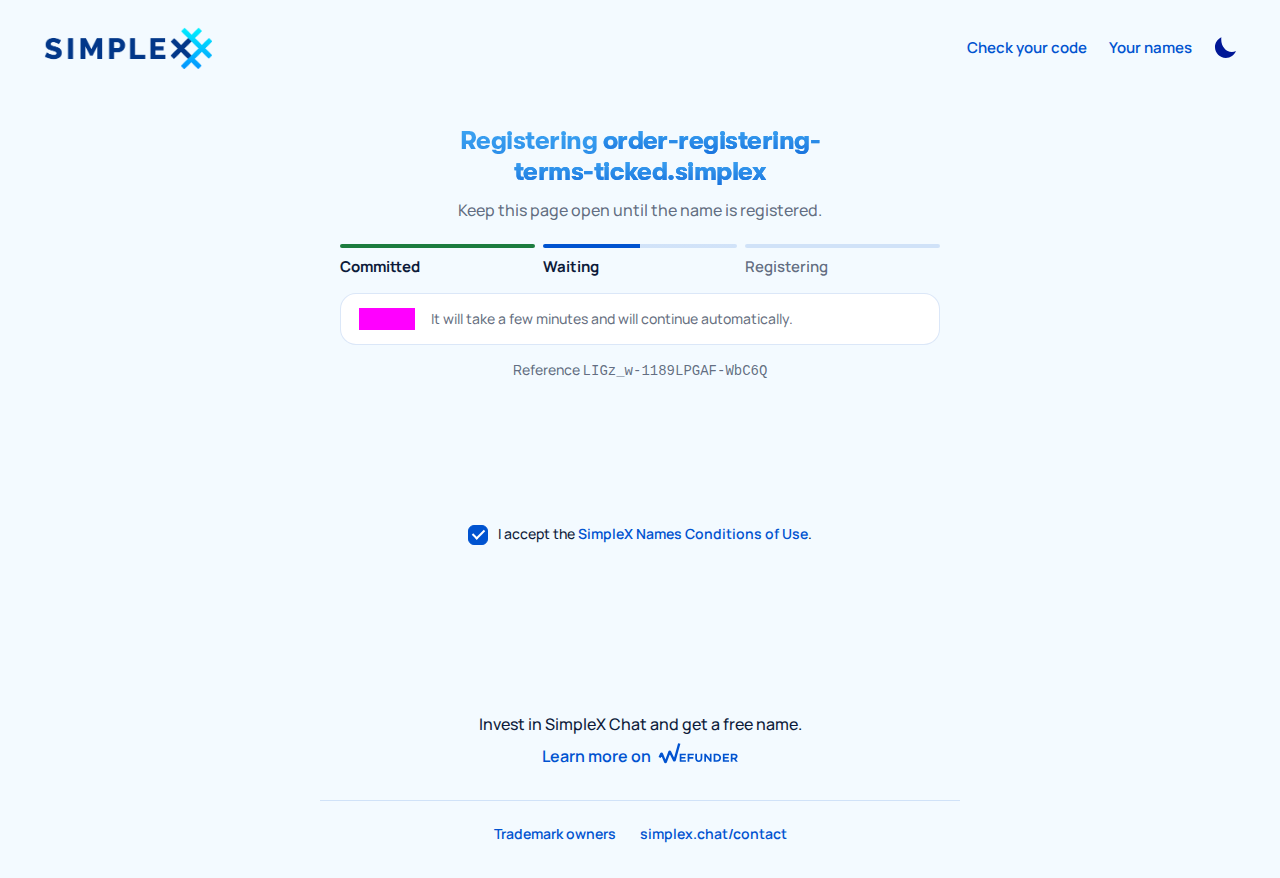 SIMPLEX
Check your code
Your names
Registering order-registering-
terms-ticked.simplex
Keep this page open until the name is registered.
Committed
Waiting
Registering
It will take a few minutes and will continue automatically.
Reference LIGz_w-1189LPGAF-WbC6Q
I accept the SimpleX Names Conditions of Use.
Invest in SimpleX Chat and get a free name.
Learn more on WEFUNDER
Trademark owners
simplex.chat/contact